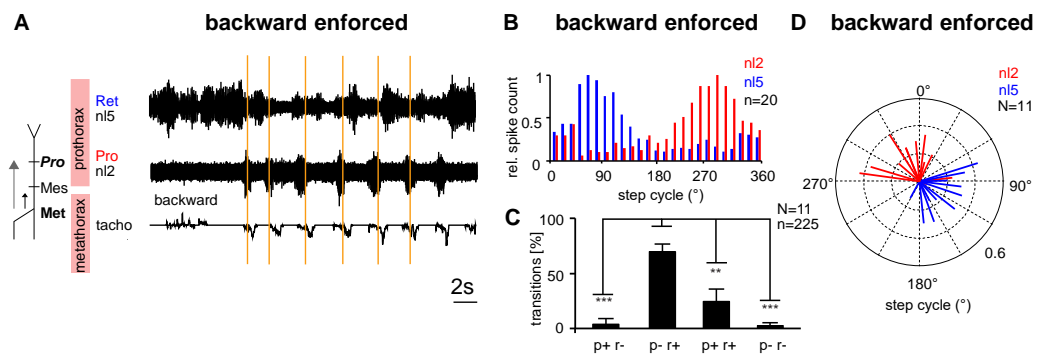 A
backward enforced
prothorax
metathorax
Ret
nl5
Pro
nl2
backward
tacho
2s
Pro
Mes
Met
B
backward enforced
nl2
nl5
n=20
rel. spike count
1
0.5
0
0 90 180 270 360
step cycle (°)
C
N=11
n=225
transitions [%]
100
50
0
***
**
***
p+ r- p- r+ p+ r+ p- r-
D
backward enforced
nl2
nl5
N=11
0°
270°
90°
0.6
180°
step cycle (°)